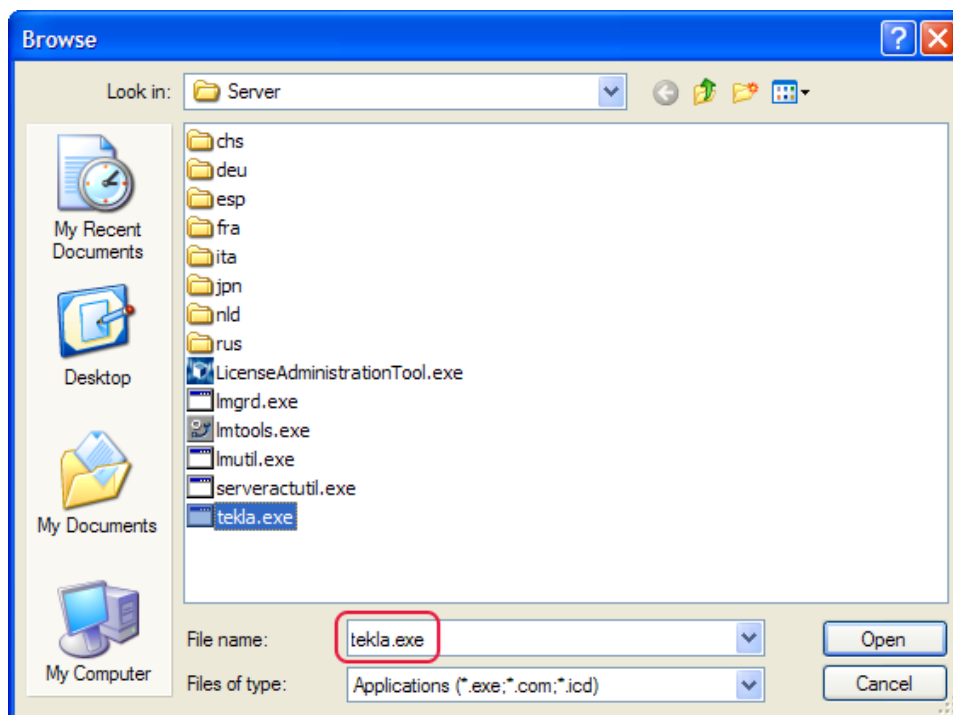 Browse
Look in:
Server
My Recent
Documents
Desktop
My Documents
My Computer
chs
deu
esp
fra
ita
jpn
nld
rus
LicenseAdministrationTool.exe
lmgrd.exe
lmtools.exe
lmutil.exe
serveractutil.exe
tekla.exe
File name:
tekla.exe
Open
Files of type:
Applications (*.exe;*.com;*.icd)
Cancel